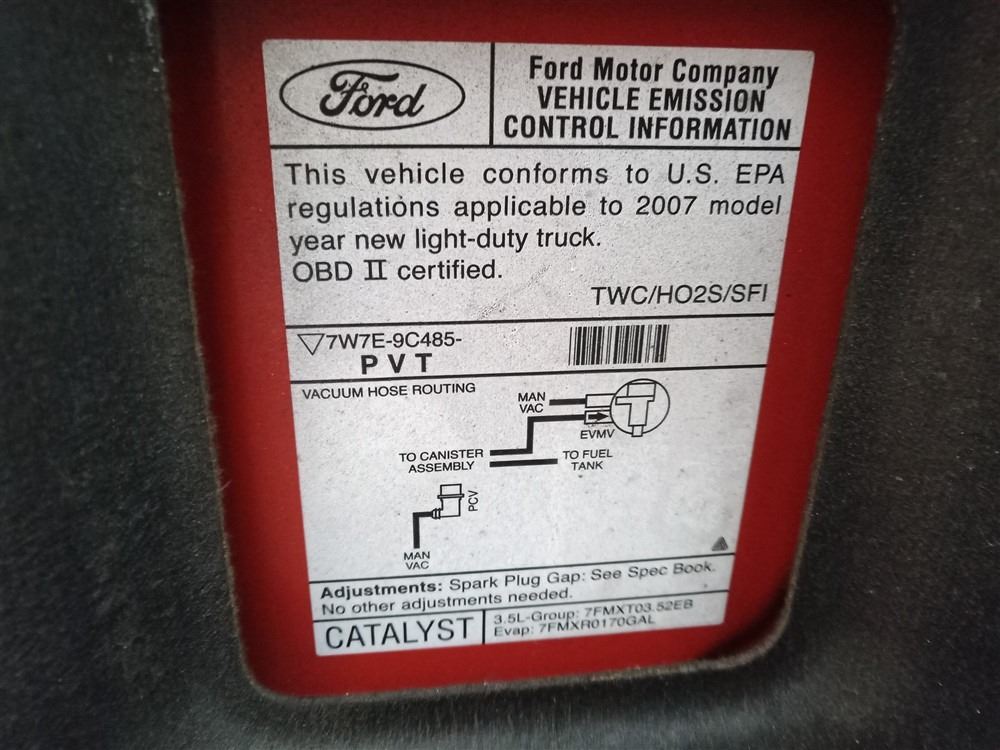 Ford
Ford Motor Company
VEHICLE EMISSION
CONTROL INFORMATION
This vehicle conforms to U.S. EPA
regulations applicable to 2007 model
year new light-duty truck.
OBD II certified.
TWC/HO2S/SFI
7W7E-9C485-
PVT
VACUUM HOSE ROUTING
MAN
VAC
EVMV
TO CANISTER
ASSEMBLY
TO FUEL
TANK
PCV
MAN
VAC
Adjustments: Spark Plug Gap: See Spec Book.
No other adjustments needed.
CATALYST
3.5L-Group: 7FMXT03.52EB
Evap: 7FMXR0170GAL